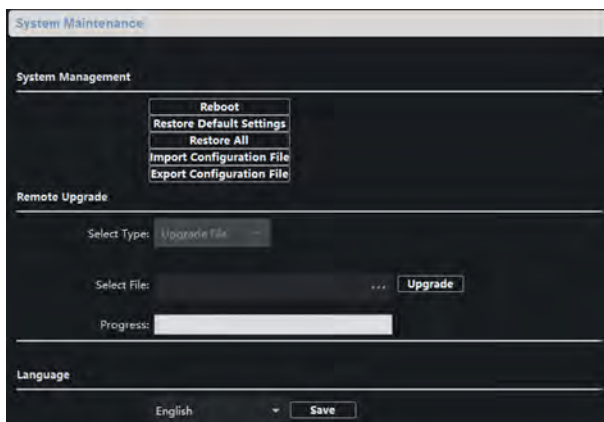 System Maintenance
System Management
Reboot
Restore Default Settings
Restore All
Import Configuration File
Export Configuration File
Remote Upgrade
Select Type: Upgrade File
Select File: ... Upgrade
Progress:
Language
English Save